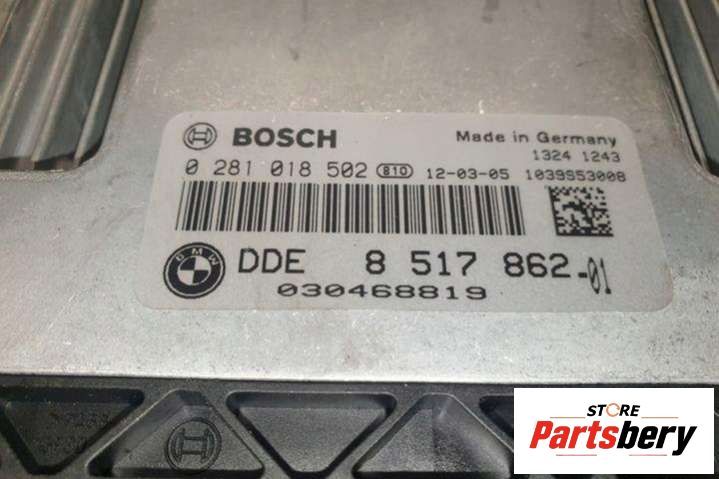 BOSCH
Made in Germany
1324 1243
0 281 018 502 810 12-03-05 1039S53008
BMW DDE 8 517 862-01
030468819
STORE
Partsbery